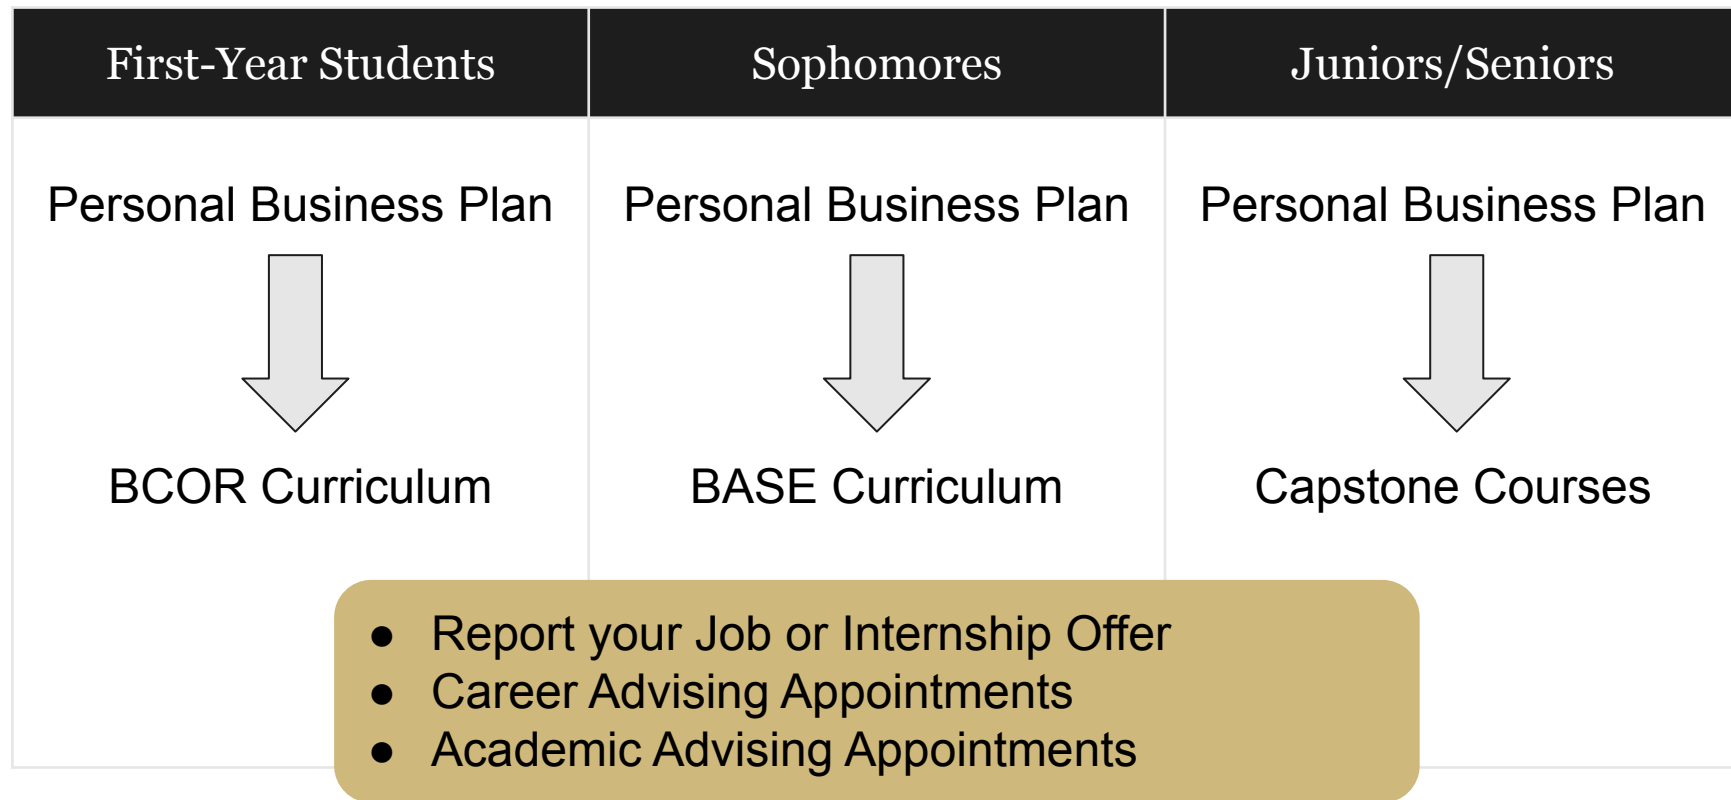 First-Year Students
Sophomores
Juniors/Seniors
Personal Business Plan
Personal Business Plan
Personal Business Plan
BCOR Curriculum
BASE Curriculum
Capstone Courses
● Report your Job or Internship Offer
● Career Advising Appointments
● Academic Advising Appointments